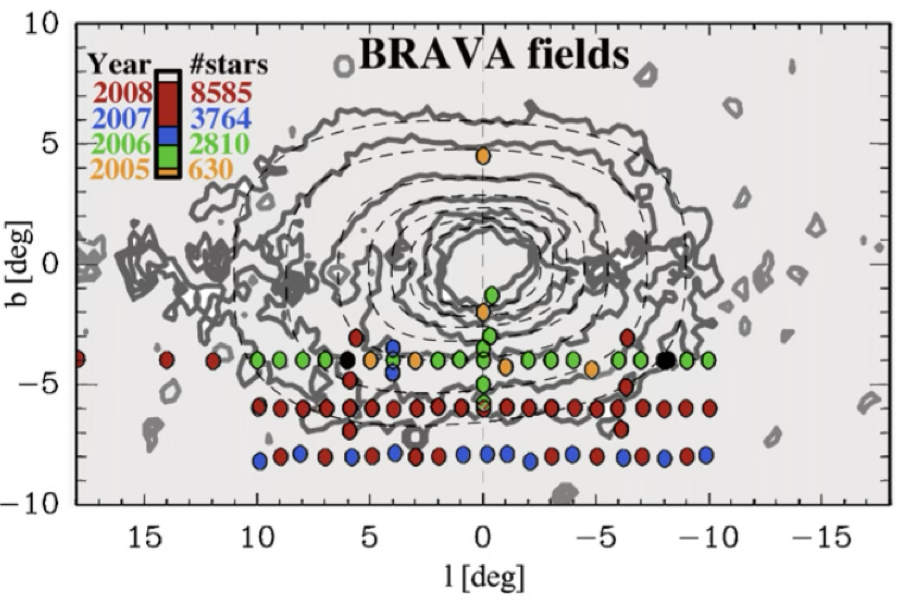 BRAVA fields
Year #stars
2008 8585
2007 3764
2006 2810
2005 630
10
5
0
−5
−10
b [deg]
15 10 5 0 −5 −10 −15
l [deg]